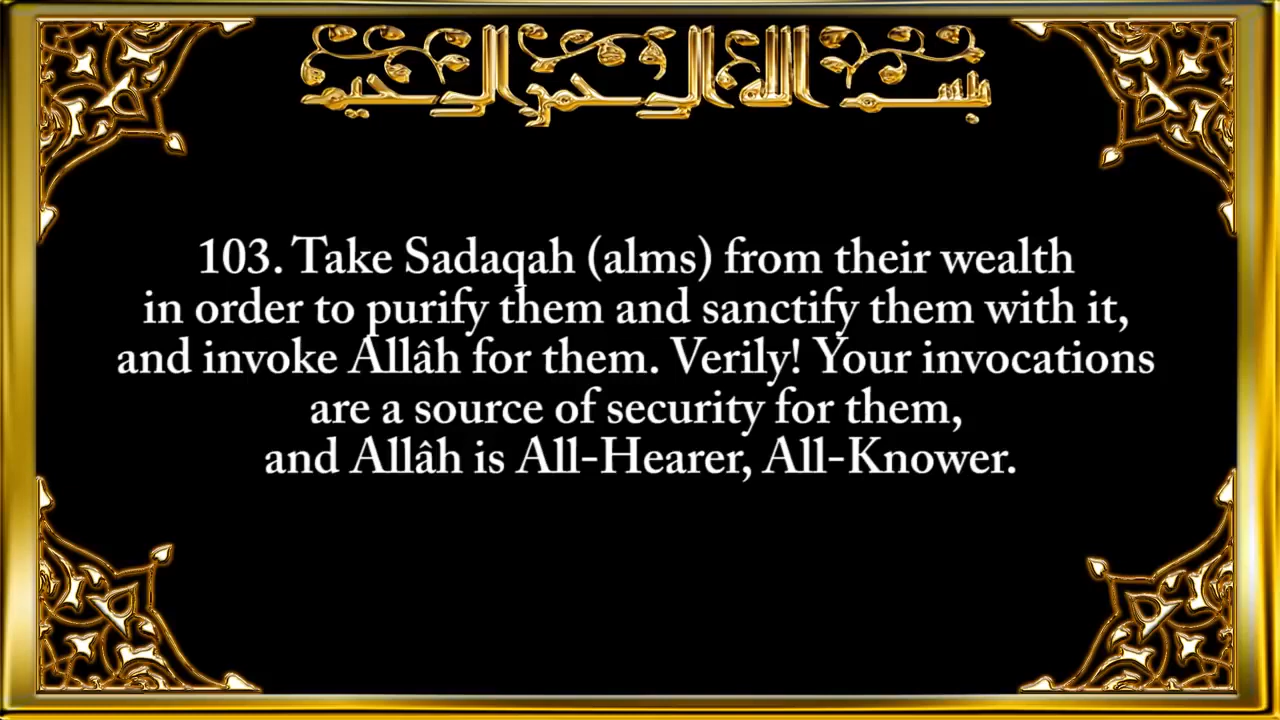 بسم الله الرحمن الرحيم
103. Take Sadaqah (alms) from their wealth
in order to purify them and sanctify them with it,
and invoke Allâh for them. Verily! Your invocations
are a source of security for them,
and Allâh is All-Hearer, All-Knower.